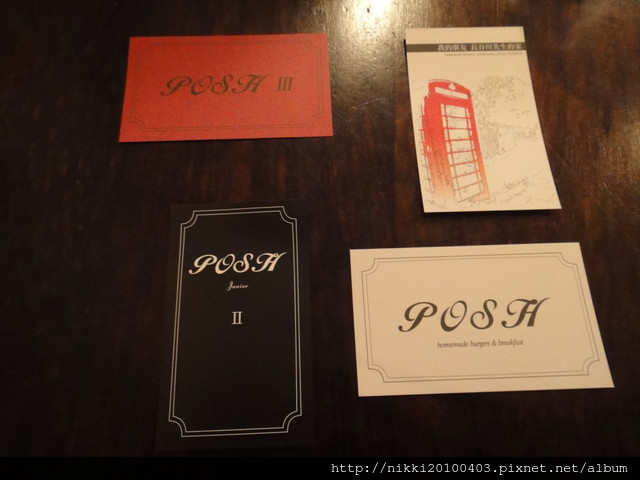 POSH III
我的朋友 長谷川先生的家
POSH
Junior
II
POSH
homemade burgers & breakfast
http://nikki20100403.pixnet.net/album